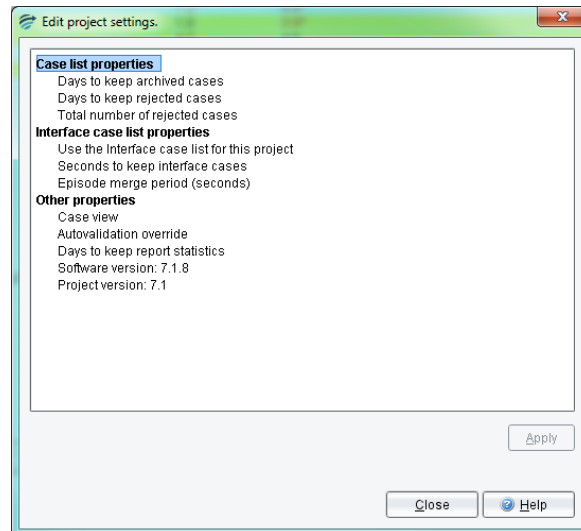 Edit project settings.
Case list properties
Days to keep archived cases
Days to keep rejected cases
Total number of rejected cases
Interface case list properties
Use the Interface case list for this project
Seconds to keep interface cases
Episode merge period (seconds)
Other properties
Case view
Autovalidation override
Days to keep report statistics
Software version: 7.1.8
Project version: 7.1
Apply
Close
Help